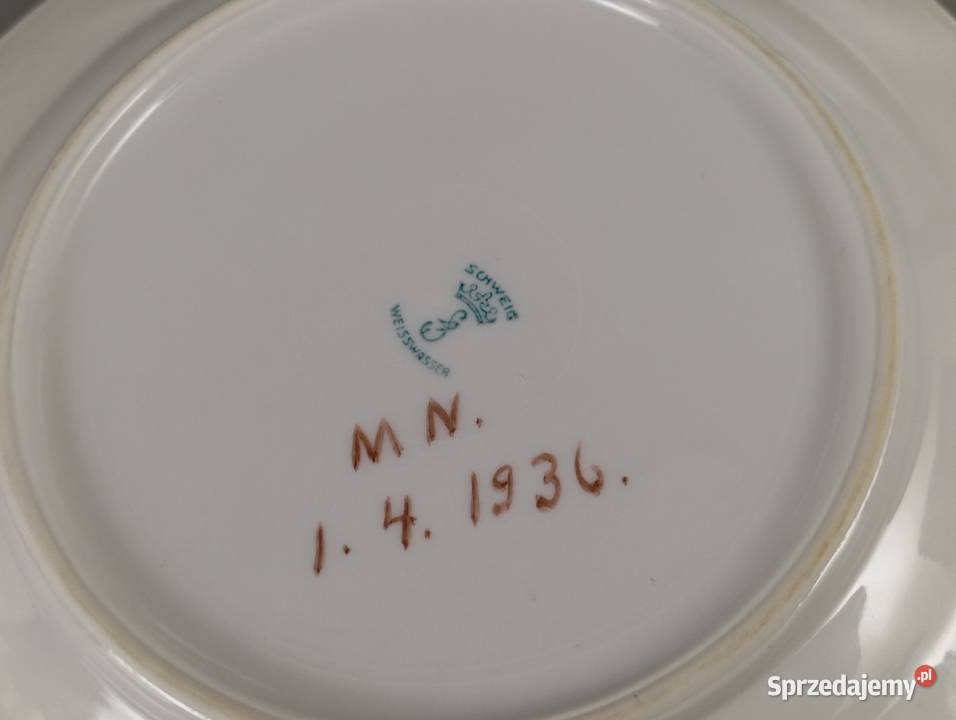 SCHWEIG
WEISSWASSER
M N.
1. 4. 1936.
Sprzedajemy.pl